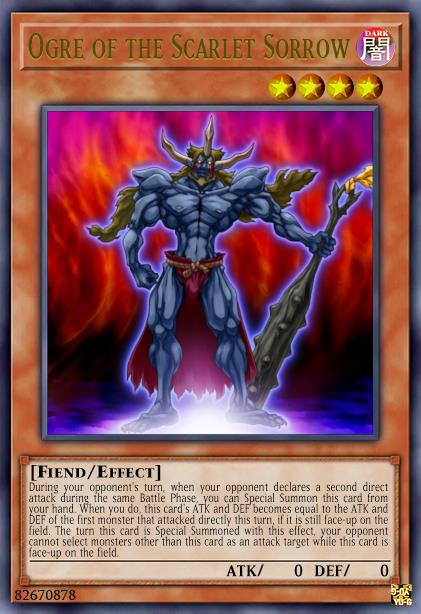 OGRE OF THE SCARLET SORROW
DARK
闇
[FIEND/EFFECT]
During your opponent's turn, when your opponent declares a second direct
attack during the same Battle Phase, you can Special Summon this card from
your hand. When you do, this card's ATK and DEF becomes equal to the ATK and
DEF of the first monster that attacked directly this turn, if it is still face-up on the
field. The turn this card is Special Summoned with this effect, your opponent
cannot select monsters other than this card as an attack target while this card is
face-up on the field.
ATK/ 0 DEF/ 0
82670878